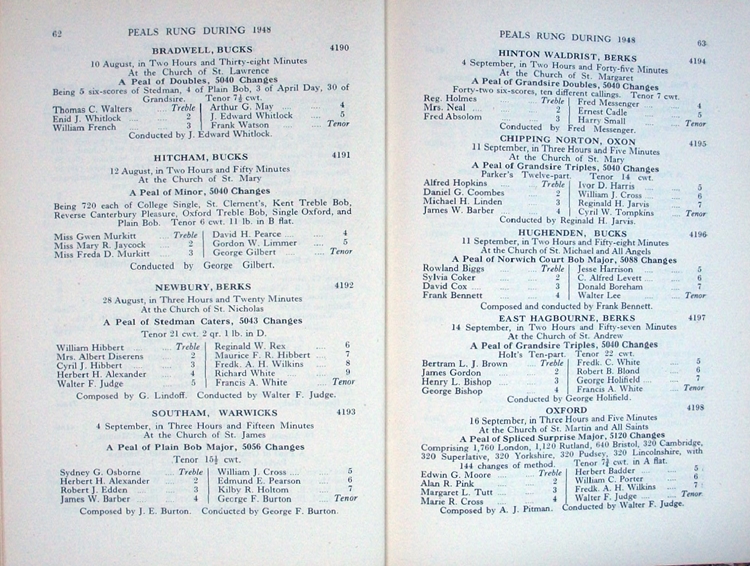 62 PEALS RUNG DURING 1948
BRADWELL, BUCKS 4190
10 August, in Two Hours and Thirty-eight Minutes
At the Church of St. Lawrence
A Peal of Doubles, 5040 Changes
Being 5 six-scores of Stedman, 4 of Plain Bob, 3 of April Day, 30 of
Grandsire. Tenor 7½ cwt.
Thomas C. Walters .... Treble | Arthur G. May .... 4
Enid J. Whitlock .... 2 | J. Edward Whitlock .... 5
William French .... 3 | Frank Watson .... Tenor
Conducted by J. Edward Whitlock.
HITCHAM, BUCKS 4191
12 August, in Two Hours and Fifty Minutes
At the Church of St. Mary
A Peal of Minor, 5040 Changes
Being 720 each of College Single, St. Clement's, Kent Treble Bob,
Reverse Canterbury Pleasure, Oxford Treble Bob, Single Oxford, and
Plain Bob. Tenor 6 cwt. 11 lb. in B flat.
Miss Gwen Murkitt .... Treble | David H. Pearce .... 4
Miss Mary R. Jaycock .... 2 | Gordon W. Limmer .... 5
Miss Freda D. Murkitt .... 3 | George Gilbert .... Tenor
Conducted by George Gilbert.
NEWBURY, BERKS 4192
28 August, in Three Hours and Twenty Minutes
At the Church of St. Nicholas
A Peal of Stedman Caters, 5043 Changes
Tenor 21 cwt. 2 qr. 1 lb. in D.
William Hibbert .... Treble | Reginald W. Rex .... 6
Mrs. Albert Diserens .... 2 | Maurice F. R. Hibbert .... 7
Cyril J. Hibbert .... 3 | Fredk. A. H. Wilkins .... 8
Herbert H. Alexander .... 4 | Richard White .... 9
Walter F. Judge .... 5 | Francis A. White .... Tenor
Composed by G. Lindoff. Conducted by Walter F. Judge.
SOUTHAM, WARWICKS 4193
4 September, in Three Hours and Fifteen Minutes
At the Church of St. James
A Peal of Plain Bob Major, 5056 Changes
Tenor 15½ cwt.
Sydney G. Osborne .... Treble | William J. Cross .... 5
Herbert H. Alexander .... 2 | Edmund E. Pearson .... 6
Robert J. Edden .... 3 | Kilby R. Holtom .... 7
James W. Barber .... 4 | George F. Burton .... Tenor
Composed by J. E. Burton. Conducted by George F. Burton.
PEALS RUNG DURING 1948 63
HINTON WALDRIST, BERKS 4194
4 September, in Two Hours and Forty-five Minutes
At the Church of St. Margaret
A Peal of Grandsire Doubles, 5040 Changes
Forty-two six-scores, ten different callings. Tenor 7 cwt.
Reg. Holmes .... Treble | Fred Messenger .... 4
Mrs. Neal .... 2 | Ernest Cadle .... 5
Fred Absolom .... 3 | Harry Small .... Tenor
Conducted by Fred Messenger.
CHIPPING NORTON, OXON 4195
11 September, in Three Hours and Five Minutes
At the Church of St. Mary
A Peal of Grandsire Triples, 5040 Changes
Parker's Twelve-part. Tenor 14 cwt.
Alfred Hopkins .... Treble | Ivor D. Harris .... 5
Daniel G. Coombes .... 2 | William J. Cross .... 6
Michael H. Linden .... 3 | Reginald H. Jarvis .... 7
James W. Barber .... 4 | Cyril W. Tompkins .... Tenor
Conducted by Reginald H. Jarvis.
HUGHENDEN, BUCKS 4196
11 September, in Two Hours and Fifty-eight Minutes
At the Church of St. Michael and All Angels
A Peal of Norwich Court Bob Major, 5088 Changes
Rowland Biggs .... Treble | Jesse Harrison .... 5
Sylvia Coker .... 2 | C. Alfred Levett .... 6
David Cox .... 3 | Donald Boreham .... 7
Frank Bennett .... 4 | Walter Lee .... Tenor
Composed and conducted by Frank Bennett.
EAST HAGBOURNE, BERKS 4197
14 September, in Two Hours and Fifty-seven Minutes
At the Church of St. Andrew
A Peal of Grandsire Triples, 5040 Changes
Holt's Ten-part. Tenor 22 cwt.
Bertram L. J. Brown .... Treble | Fredk. C. White .... 5
James Gordon .... 2 | Robert B. Blond .... 6
Henry L. Bishop .... 3 | George Holifield .... 7
George Bishop .... 4 | Francis A. White .... Tenor
Conducted by George Holifield.
OXFORD 4198
16 September, in Three Hours and Five Minutes
At the Church of St. Martin and All Saints
A Peal of Spliced Surprise Major, 5120 Changes
Comprising 1,760 London, 1,120 Rutland, 640 Bristol, 320 Cambridge,
320 Superlative, 320 Yorkshire, 320 Pudsey, 320 Lincolnshire, with
144 changes of method. Tenor 7¾ cwt. in A flat.
Edwin G. Moore .... Treble | Herbert Badder .... 5
Alan R. Pink .... 2 | William C. Porter .... 6
Margaret L. Tutt .... 3 | Fredk. A. H. Wilkins .... 7
Marie R. Cross .... 4 | Walter F. Judge .... Tenor
Composed by A. J. Pitman. Conducted by Walter F. Judge.